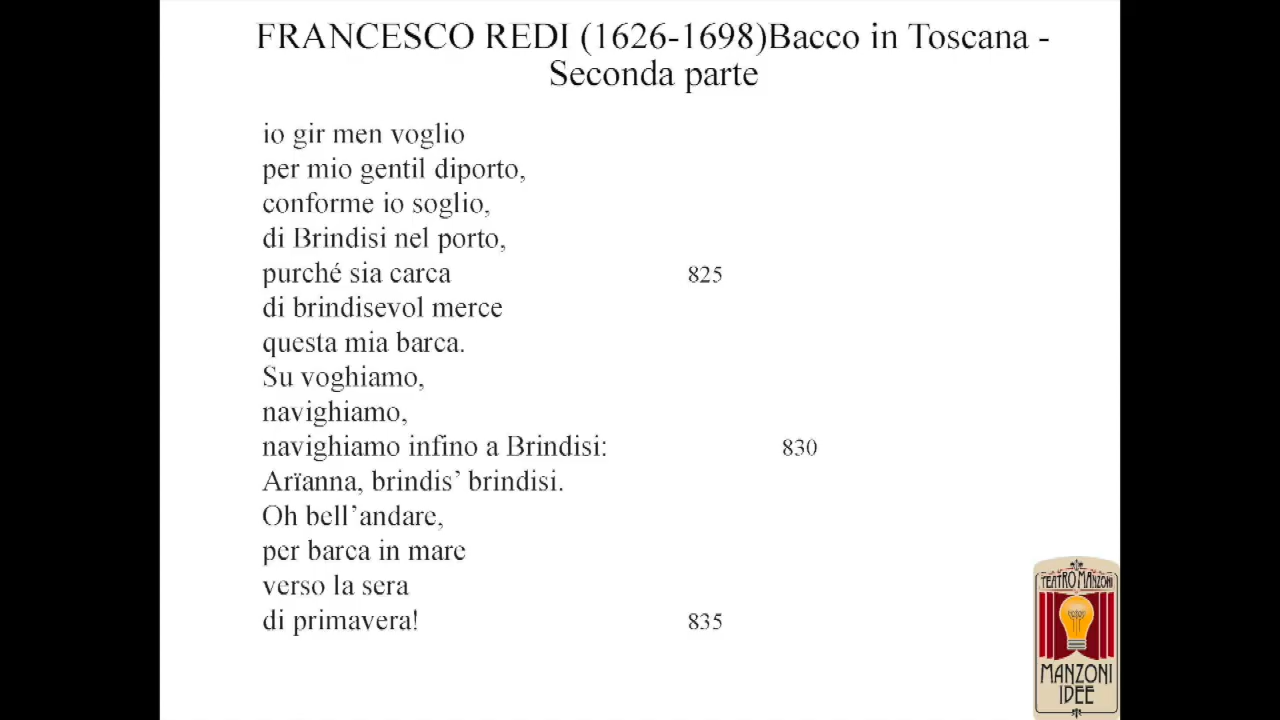 FRANCESCO REDI (1626-1698)Bacco in Toscana -
Seconda parte
io gir men voglio
per mio gentil diporto,
conforme io soglio,
di Brindisi nel porto,
purché sia carca 825
di brindisevol merce
questa mia barca.
Su voghiamo,
navighiamo,
navighiamo infino a Brindisi: 830
Arïanna, brindis’ brindisi.
Oh bell’andare,
per barca in mare
verso la sera
di primavera! 835
TEATRO MANZONI
MANZONI
IDEE